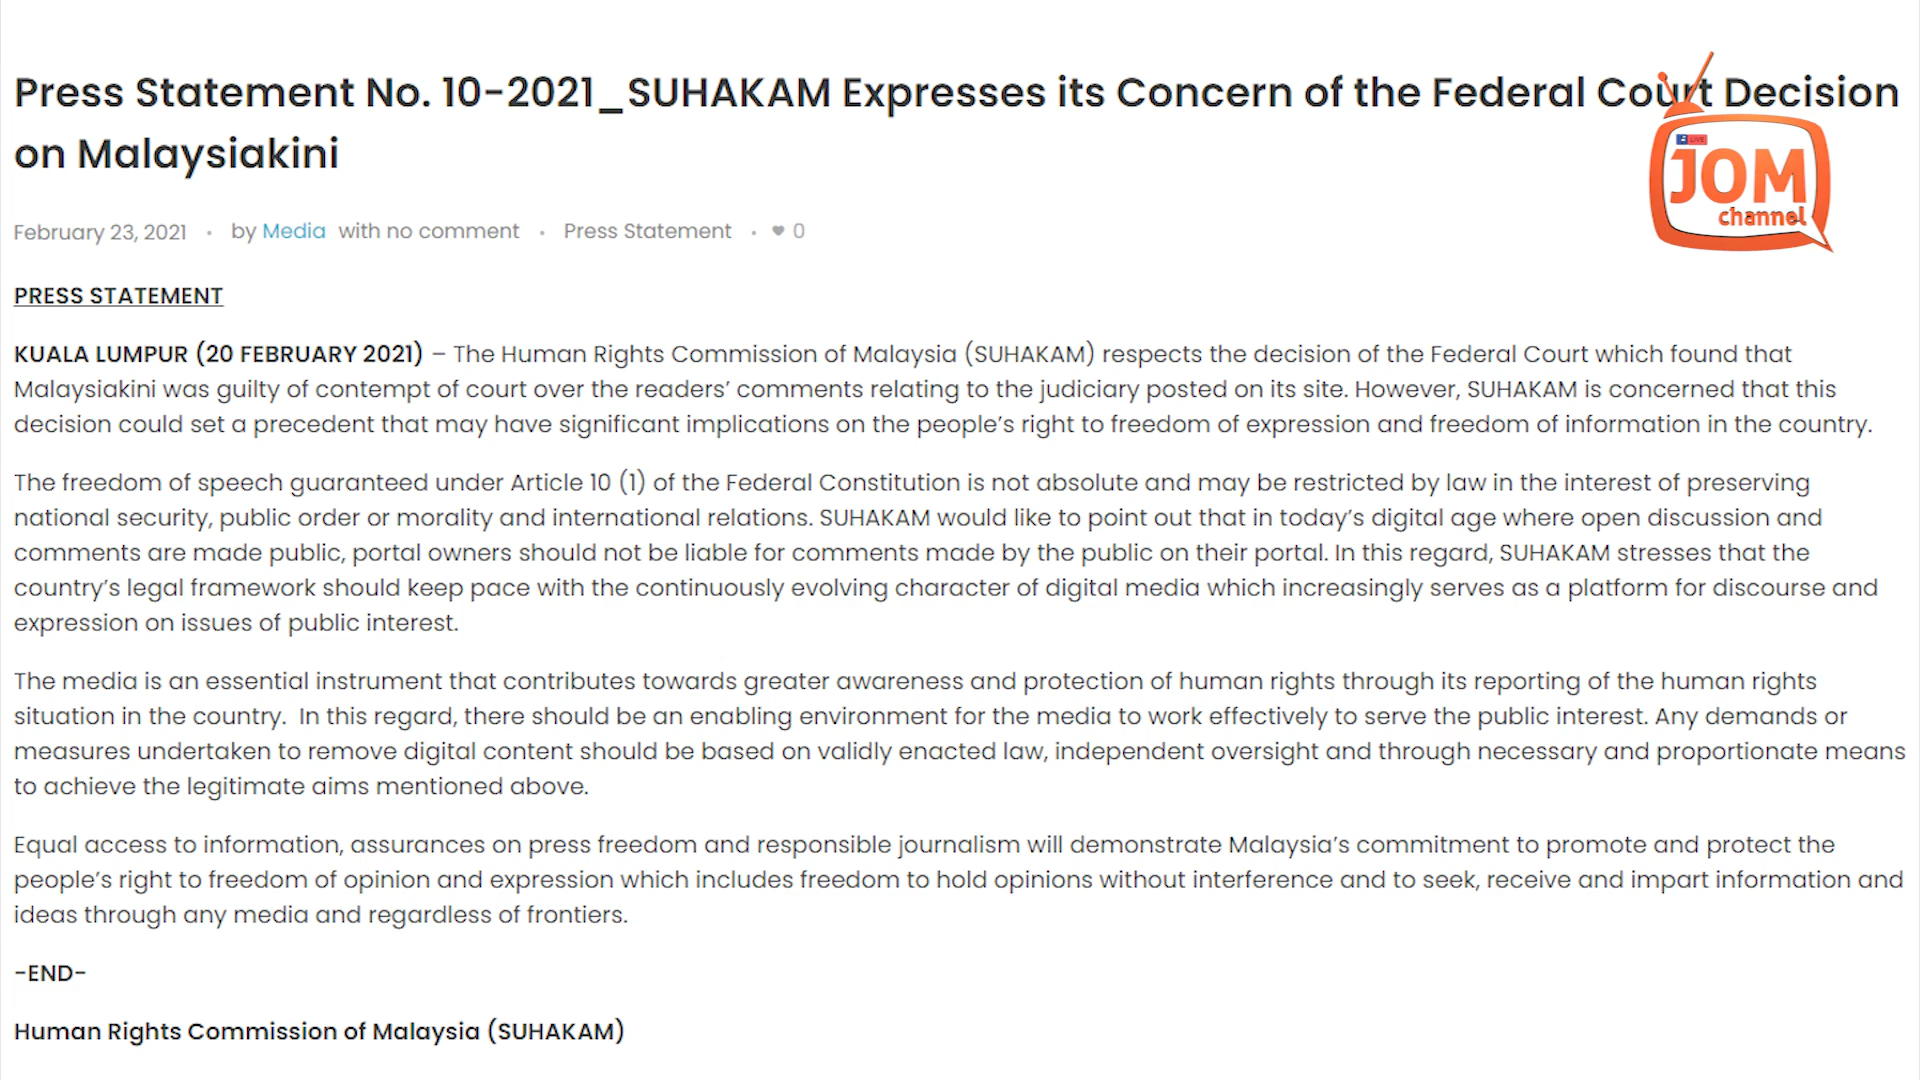 Press Statement No. 10-2021_SUHAKAM Expresses its Concern of the Federal Court Decision
on Malaysiakini
LIVE
JOM
channel
February 23, 2021 • by Media with no comment • Press Statement • ♥ 0
PRESS STATEMENT
KUALA LUMPUR (20 FEBRUARY 2021) – The Human Rights Commission of Malaysia (SUHAKAM) respects the decision of the Federal Court which found that
Malaysiakini was guilty of contempt of court over the readers’ comments relating to the judiciary posted on its site. However, SUHAKAM is concerned that this
decision could set a precedent that may have significant implications on the people’s right to freedom of expression and freedom of information in the country.
The freedom of speech guaranteed under Article 10 (1) of the Federal Constitution is not absolute and may be restricted by law in the interest of preserving
national security, public order or morality and international relations. SUHAKAM would like to point out that in today’s digital age where open discussion and
comments are made public, portal owners should not be liable for comments made by the public on their portal. In this regard, SUHAKAM stresses that the
country’s legal framework should keep pace with the continuously evolving character of digital media which increasingly serves as a platform for discourse and
expression on issues of public interest.
The media is an essential instrument that contributes towards greater awareness and protection of human rights through its reporting of the human rights
situation in the country.  In this regard, there should be an enabling environment for the media to work effectively to serve the public interest. Any demands or
measures undertaken to remove digital content should be based on validly enacted law, independent oversight and through necessary and proportionate means
to achieve the legitimate aims mentioned above.
Equal access to information, assurances on press freedom and responsible journalism will demonstrate Malaysia’s commitment to promote and protect the
people’s right to freedom of opinion and expression which includes freedom to hold opinions without interference and to seek, receive and impart information and
ideas through any media and regardless of frontiers.
-END-
Human Rights Commission of Malaysia (SUHAKAM)